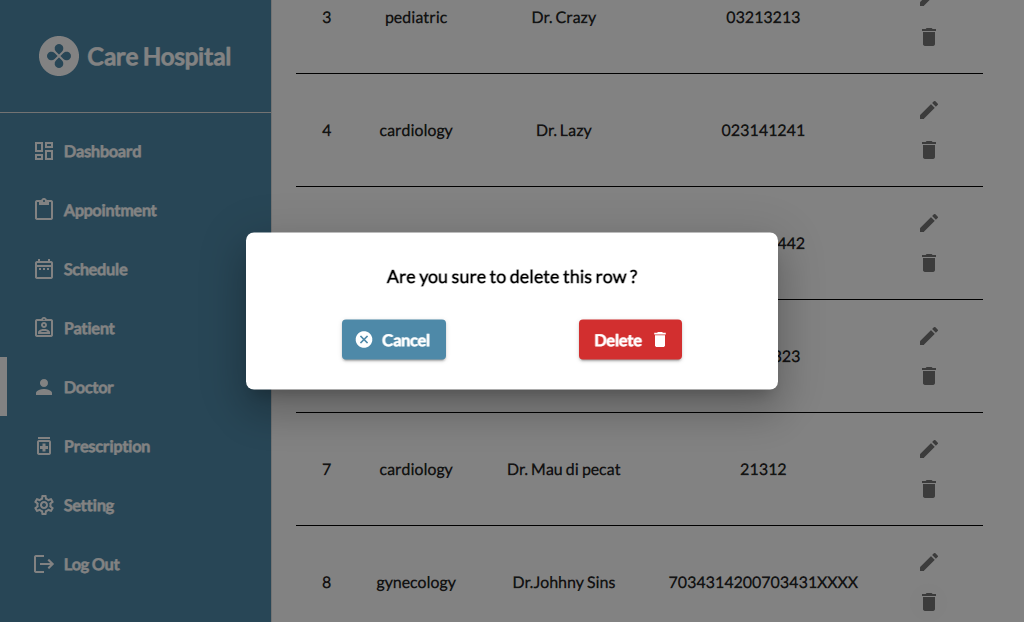 Care Hospital
Dashboard
Appointment
Schedule
Patient
Doctor
Prescription
Setting
Log Out
3 pediatric Dr. Crazy 03213213
4 cardiology Dr. Lazy 023141241
442
Are you sure to delete this row ?
Cancel Delete
323
7 cardiology Dr. Mau di pecat 21312
8 gynecology Dr.Johhny Sins 7034314200703431XXXX